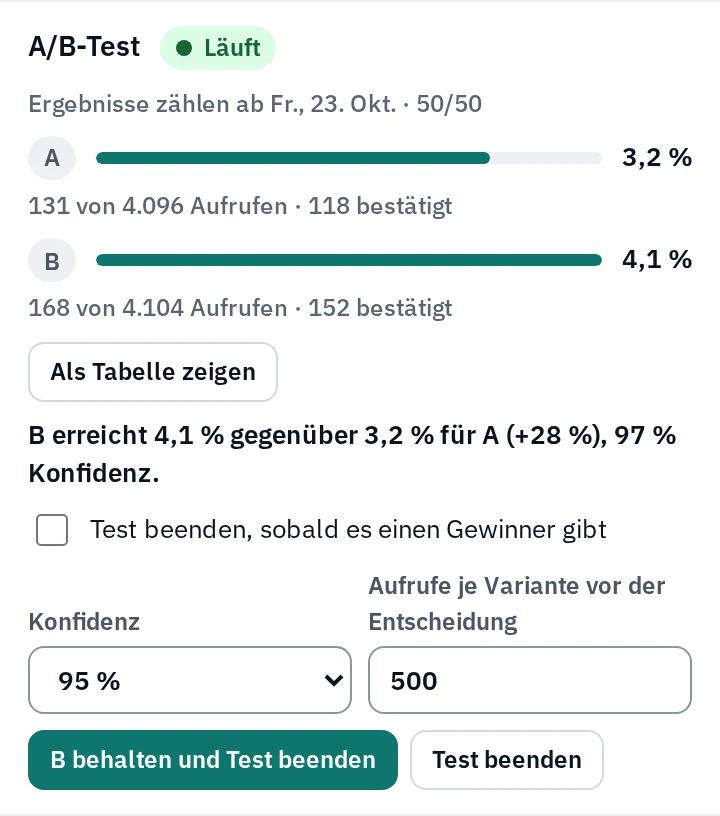 A/B-Test
Läuft
Ergebnisse zählen ab Fr., 23. Okt. · 50/50
A
3,2 %
131 von 4.096 Aufrufen · 118 bestätigt
B
4,1 %
168 von 4.104 Aufrufen · 152 bestätigt
Als Tabelle zeigen
B erreicht 4,1 % gegenüber 3,2 % für A (+28 %), 97 %
Konfidenz.
Test beenden, sobald es einen Gewinner gibt
Konfidenz
95 %
Aufrufe je Variante vor der
Entscheidung
500
B behalten und Test beenden
Test beenden